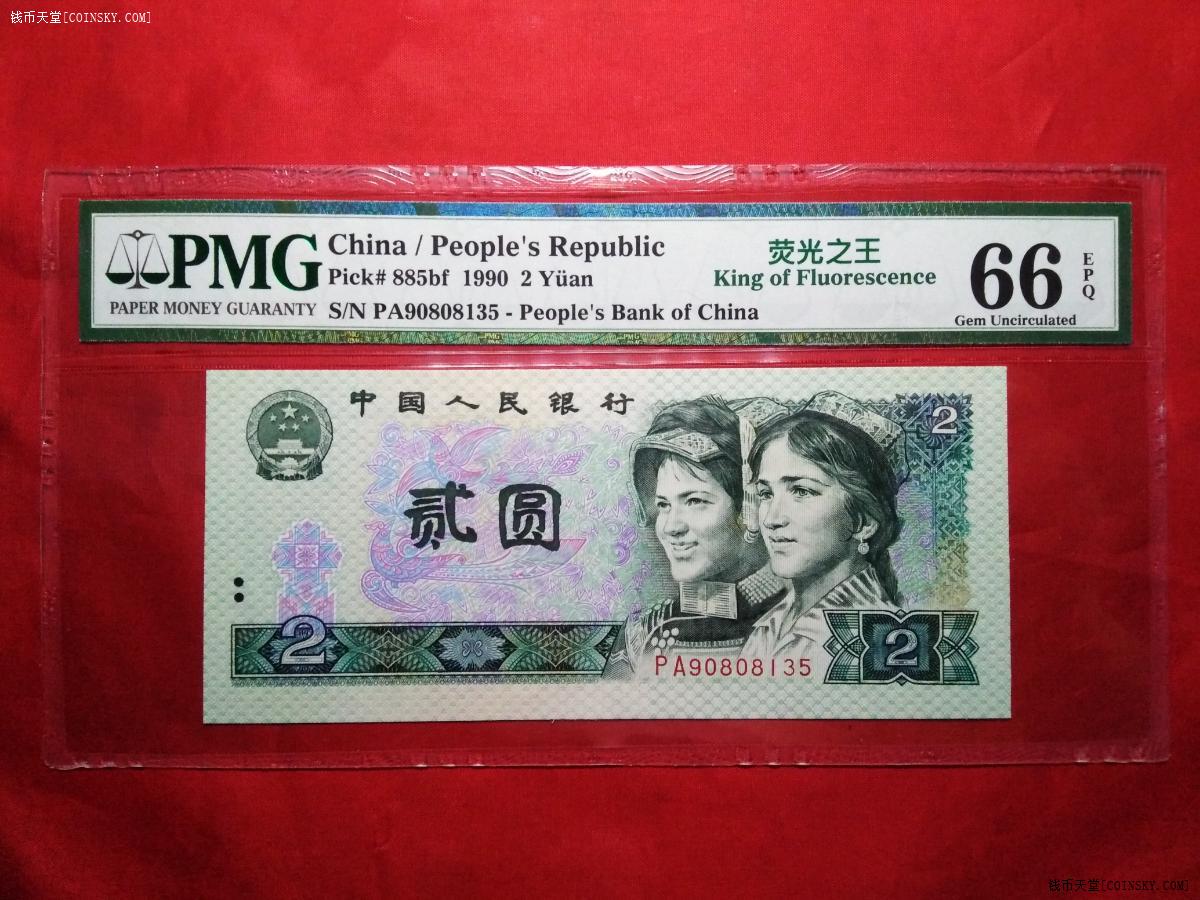 钱币天堂[COINSKY.COM]
PMG
PAPER MONEY GUARANTY
China / People's Republic
Pick# 885bf 1990 2 Yüan
S/N PA90808135 - People's Bank of China
荧光之王
King of Fluorescence
66
EPQ
Gem Uncirculated
中国人民银行
2
贰圆
2
2
PA90808135
钱币天堂[COINSKY.COM]